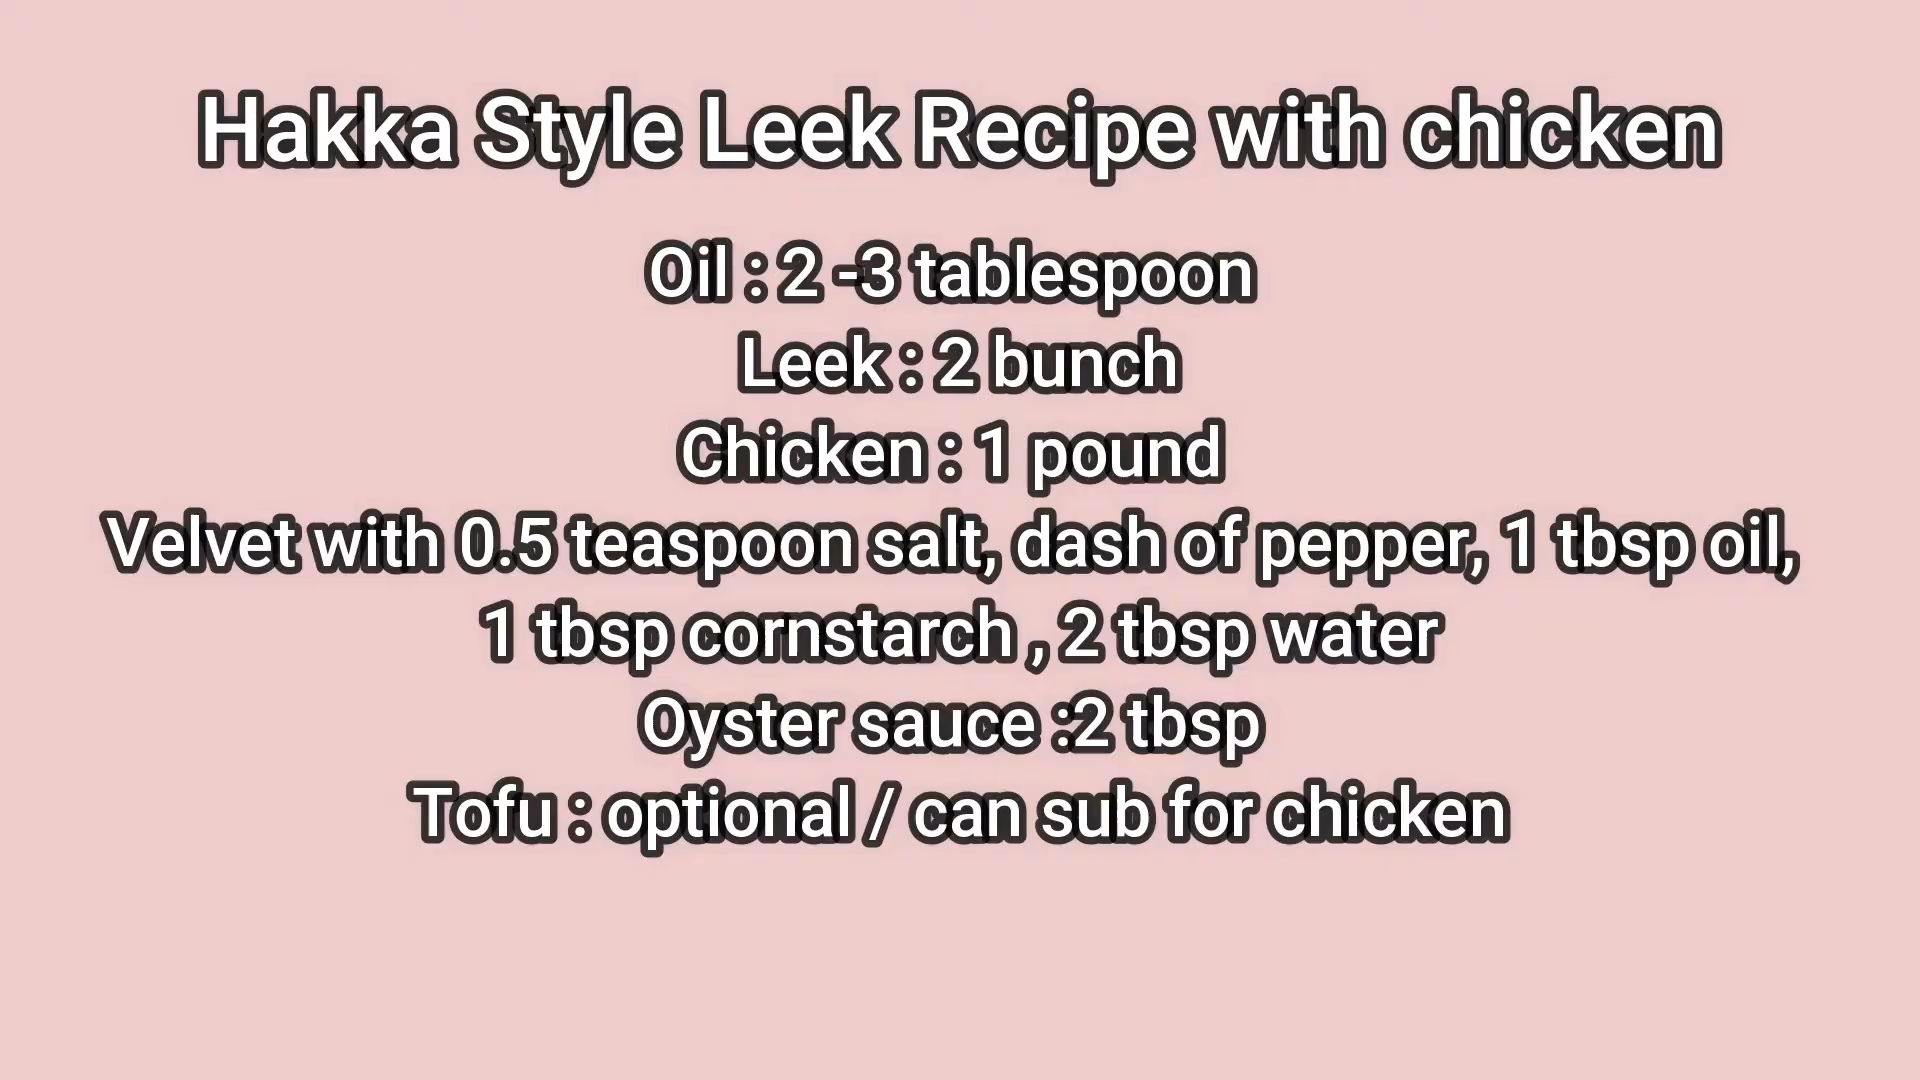 Hakka Style Leek Recipe with chicken
Oil : 2 -3 tablespoon
Leek : 2 bunch
Chicken : 1 pound
Velvet with 0.5 teaspoon salt, dash of pepper, 1 tbsp oil,
1 tbsp cornstarch , 2 tbsp water
Oyster sauce :2 tbsp
Tofu : optional / can sub for chicken